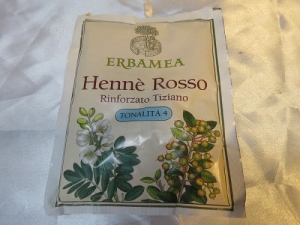 ERBAMEA
Hennè Rosso
Rinforzato Tiziano
TONALITÀ 4